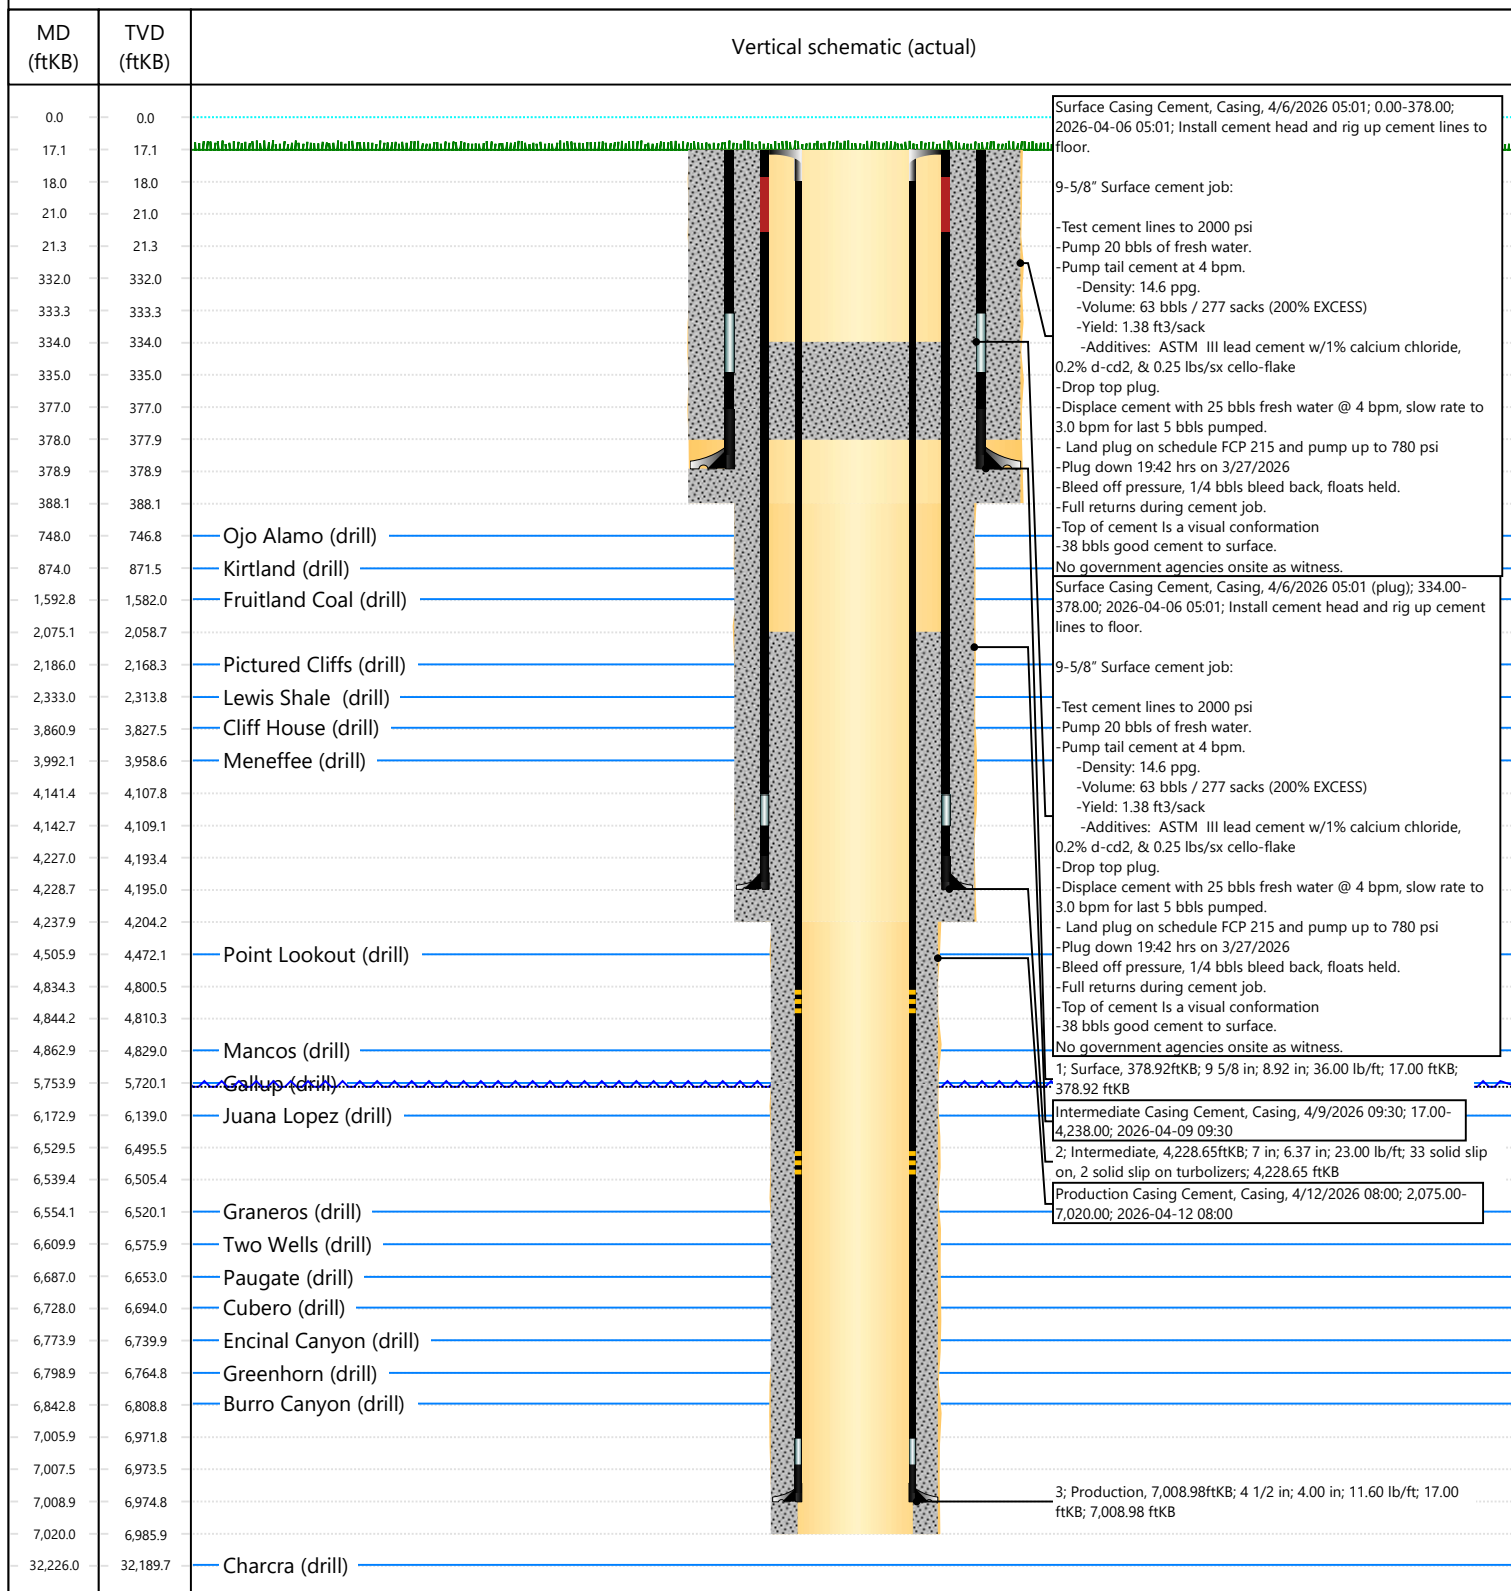 MD
(ftKB)
TVD
(ftKB)
Vertical schematic (actual)
0.0 0.0
17.1 17.1
18.0 18.0
21.0 21.0
21.3 21.3
332.0 332.0
333.3 333.3
334.0 334.0
335.0 335.0
377.0 377.0
378.0 377.9
378.9 378.9
388.1 388.1
748.0 746.8 Ojo Alamo (drill)
874.0 871.5 Kirtland (drill)
1,592.8 1,582.0 Fruitland Coal (drill)
2,075.1 2,058.7
2,186.0 2,168.3 Pictured Cliffs (drill)
2,333.0 2,313.8 Lewis Shale  (drill)
3,860.9 3,827.5 Cliff House (drill)
3,992.1 3,958.6 Meneffee (drill)
4,141.4 4,107.8
4,142.7 4,109.1
4,227.0 4,193.4
4,228.7 4,195.0
4,237.9 4,204.2
4,505.9 4,472.1 Point Lookout (drill)
4,834.3 4,800.5
4,844.2 4,810.3
4,862.9 4,829.0 Mancos (drill)
5,753.9 5,720.1 Gallup (drill)
6,172.9 6,139.0 Juana Lopez (drill)
6,529.5 6,495.5
6,539.4 6,505.4
6,554.1 6,520.1 Graneros (drill)
6,609.9 6,575.9 Two Wells (drill)
6,687.0 6,653.0 Paugate (drill)
6,728.0 6,694.0 Cubero (drill)
6,773.9 6,739.9 Encinal Canyon (drill)
6,798.9 6,764.8 Greenhorn (drill)
6,842.8 6,808.8 Burro Canyon (drill)
7,005.9 6,971.8
7,007.5 6,973.5
7,008.9 6,974.8
7,020.0 6,985.9
32,226.0 32,189.7 Charcra (drill)
Surface Casing Cement, Casing, 4/6/2026 05:01; 0.00-378.00;
2026-04-06 05:01; Install cement head and rig up cement lines to
floor.
9-5/8" Surface cement job:
-Test cement lines to 2000 psi
-Pump 20 bbls of fresh water.
-Pump tail cement at 4 bpm.
-Density: 14.6 ppg.
-Volume: 63 bbls / 277 sacks (200% EXCESS)
-Yield: 1.38 ft3/sack
-Additives:  ASTM  III lead cement w/1% calcium chloride,
0.2% d-cd2, & 0.25 lbs/sx cello-flake
-Drop top plug.
-Displace cement with 25 bbls fresh water @ 4 bpm, slow rate to
3.0 bpm for last 5 bbls pumped.
- Land plug on schedule FCP 215 and pump up to 780 psi
-Plug down 19:42 hrs on 3/27/2026
-Bleed off pressure, 1/4 bbls bleed back, floats held.
-Full returns during cement job.
-Top of cement Is a visual conformation
-38 bbls good cement to surface.
No government agencies onsite as witness.
Surface Casing Cement, Casing, 4/6/2026 05:01 (plug); 334.00-
378.00; 2026-04-06 05:01; Install cement head and rig up cement
lines to floor.
9-5/8" Surface cement job:
-Test cement lines to 2000 psi
-Pump 20 bbls of fresh water.
-Pump tail cement at 4 bpm.
-Density: 14.6 ppg.
-Volume: 63 bbls / 277 sacks (200% EXCESS)
-Yield: 1.38 ft3/sack
-Additives:  ASTM  III lead cement w/1% calcium chloride,
0.2% d-cd2, & 0.25 lbs/sx cello-flake
-Drop top plug.
-Displace cement with 25 bbls fresh water @ 4 bpm, slow rate to
3.0 bpm for last 5 bbls pumped.
- Land plug on schedule FCP 215 and pump up to 780 psi
-Plug down 19:42 hrs on 3/27/2026
-Bleed off pressure, 1/4 bbls bleed back, floats held.
-Full returns during cement job.
-Top of cement Is a visual conformation
-38 bbls good cement to surface.
No government agencies onsite as witness.
1; Surface, 378.92ftKB; 9 5/8 in; 8.92 in; 36.00 lb/ft; 17.00 ftKB;
378.92 ftKB
Intermediate Casing Cement, Casing, 4/9/2026 09:30; 17.00-
4,238.00; 2026-04-09 09:30
2; Intermediate, 4,228.65ftKB; 7 in; 6.37 in; 23.00 lb/ft; 33 solid slip
on, 2 solid slip on turbolizers; 4,228.65 ftKB
Production Casing Cement, Casing, 4/12/2026 08:00; 2,075.00-
7,020.00; 2026-04-12 08:00
3; Production, 7,008.98ftKB; 4 1/2 in; 4.00 in; 11.60 lb/ft; 17.00
ftKB; 7,008.98 ftKB